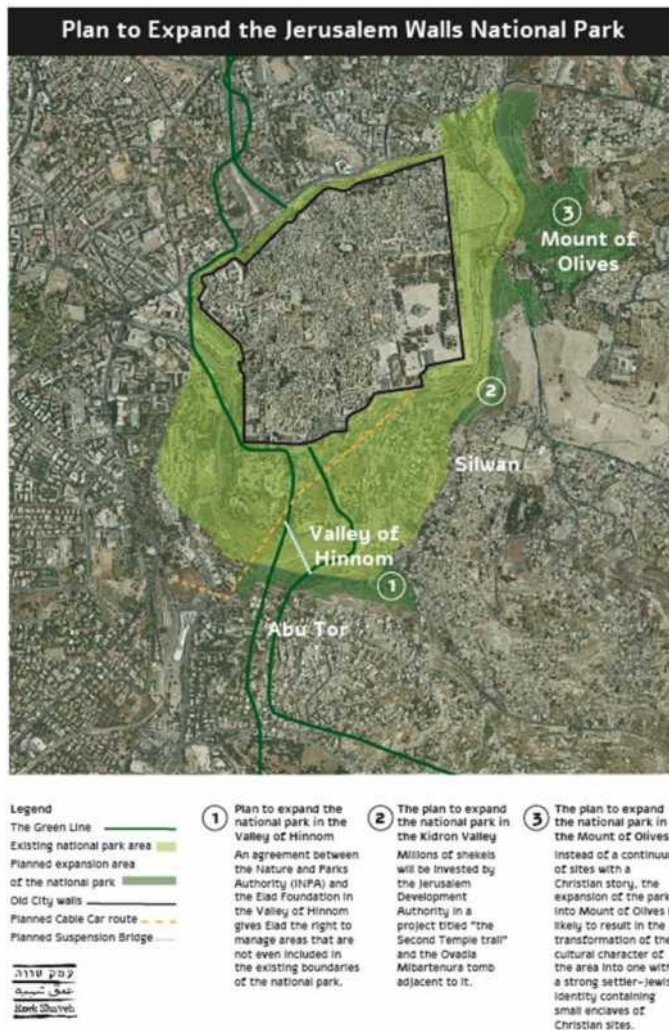 Plan to Expand the Jerusalem Walls National Park
3
Mount of
Olives
2
Silwan
Valley of
Hinnom
1
Abu Tor
Legend
The Green Line
Existing national park area
Planned expansion area
of the national park
Old City walls
Planned Cable Car route
Planned Suspension Bridge
עמק שווה
عمق شبيه
Emek Shaveh
1
Plan to expand the
national park in the
Valley of Hinnom
An agreement between
the Nature and Parks
Authority (INPA) and
the Elad Foundation in
the Valley of Hinnom
gives Elad the right to
manage areas that are
not even included in
the existing boundaries
of the national park.
2
The plan to expand
the national park in
the Kidron Valley
Millions of shekels
will be invested by
the Jerusalem
Development
Authority in a
project titled "the
Second Temple trail"
and the Ovadia
Mibartenura tomb
adjacent to it.
3
The plan to expand
the national park in
the Mount of Olives
Instead of a continuu
of sites with a
Christian story, the
expansion of the park
into Mount of Olives i
likely to result in the
transformation of the
cultural character of
the area into one with
a strong settler-Jewis
identity containing
small enclaves of
Christian sites.